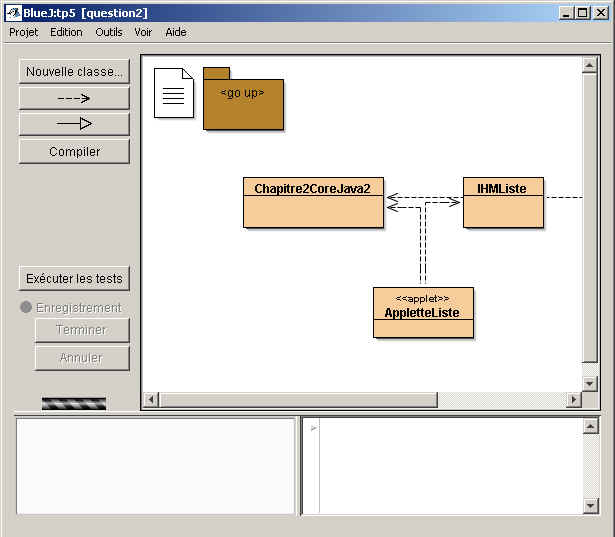 BlueJ:tp5 [question2]
Projet Edition Outils Voir Aide
Nouvelle classe...
Compiler
Exécuter les tests
Enregistrement
Terminer
Annuler
<go up>
Chapitre2CoreJava2
IHMListe
<<applet>>
AppletteListe